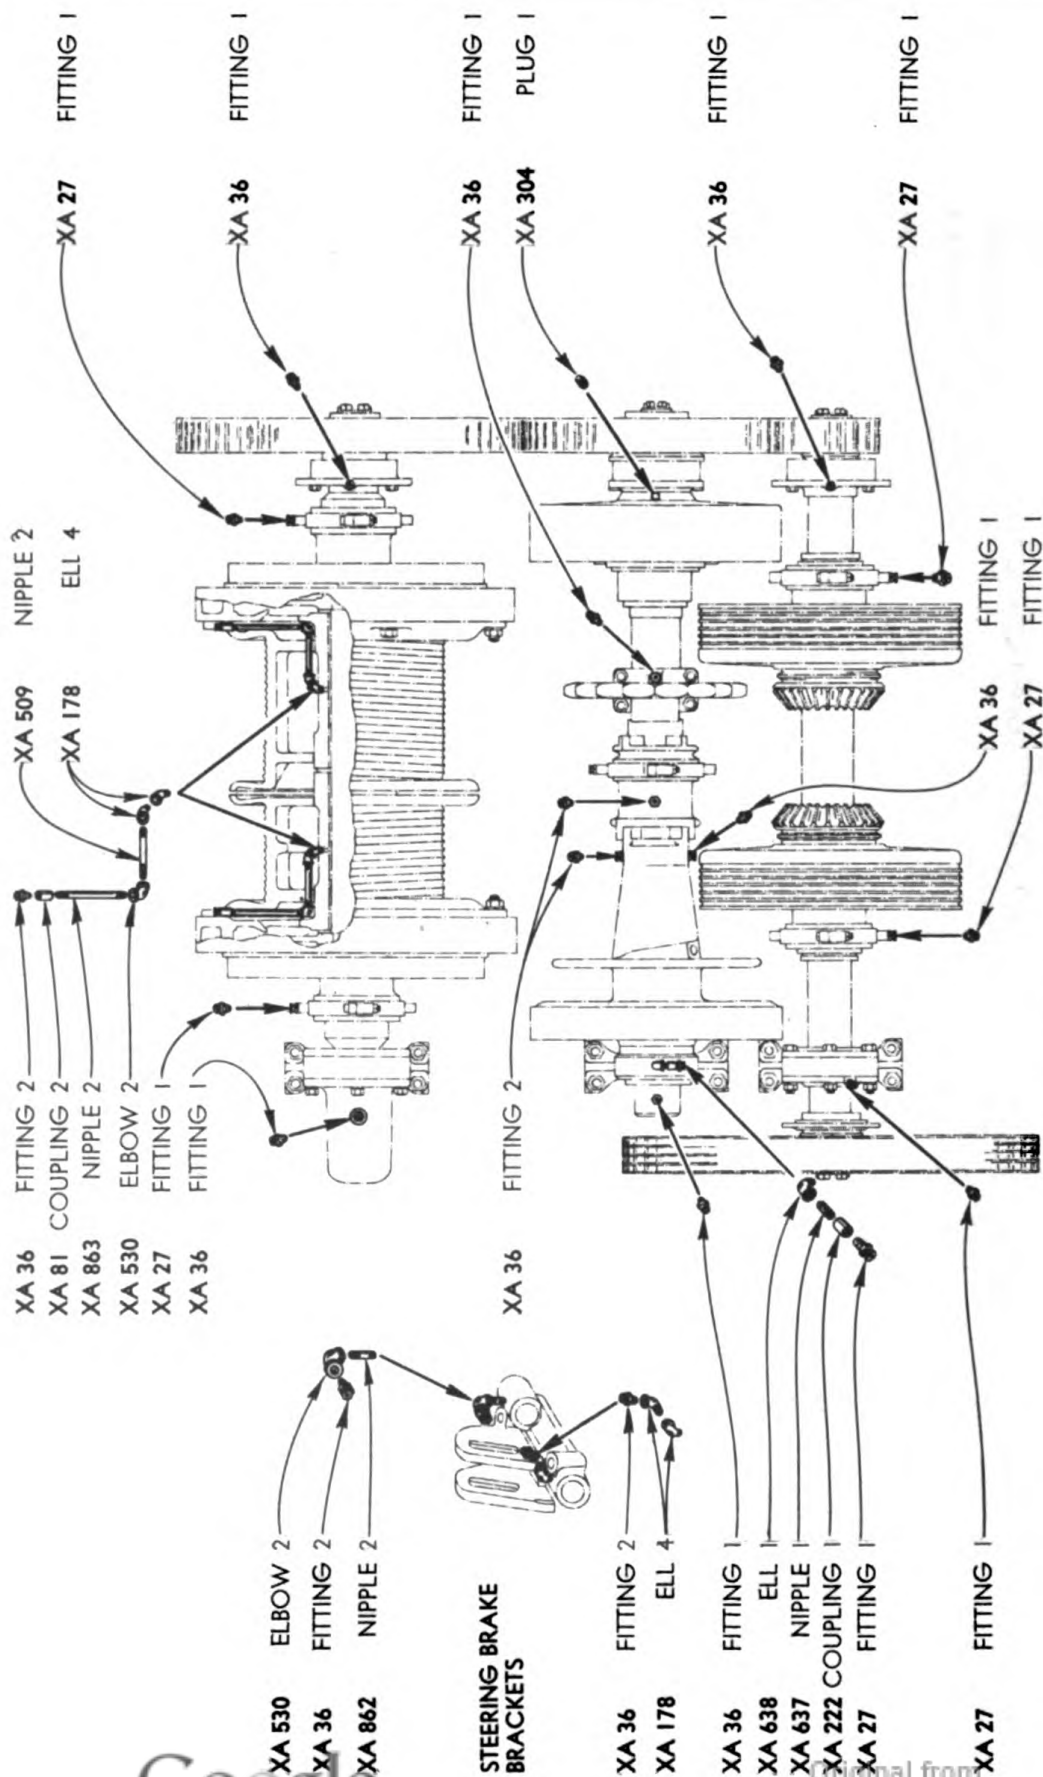 XA 530 ELBOW 2
XA 36 FITTING 2
XA 862 NIPPLE 2
STEERING BRAKE
BRACKETS
XA 36 FITTING 2
XA 178 ELL 4
XA 36 FITTING 1
XA 638 ELL 1
XA 637 NIPPLE 1
XA 222 COUPLING 1
XA 27 FITTING 1
XA 27 FITTING 1
XA 36 FITTING 2
XA 81 COUPLING 2
XA 863 NIPPLE 2
XA 530 ELBOW 2
XA 27 FITTING 1
XA 36 FITTING 1
XA 36 FITTING 2
XA 509 NIPPLE 2
XA 178 ELL 4
XA 36 FITTING 1
XA 27 FITTING 1
XA 27 FITTING 1
XA 36 FITTING 1
XA 36 FITTING 1
XA 304 PLUG 1
XA 36 FITTING 1
XA 27 FITTING 1
Google
Original from